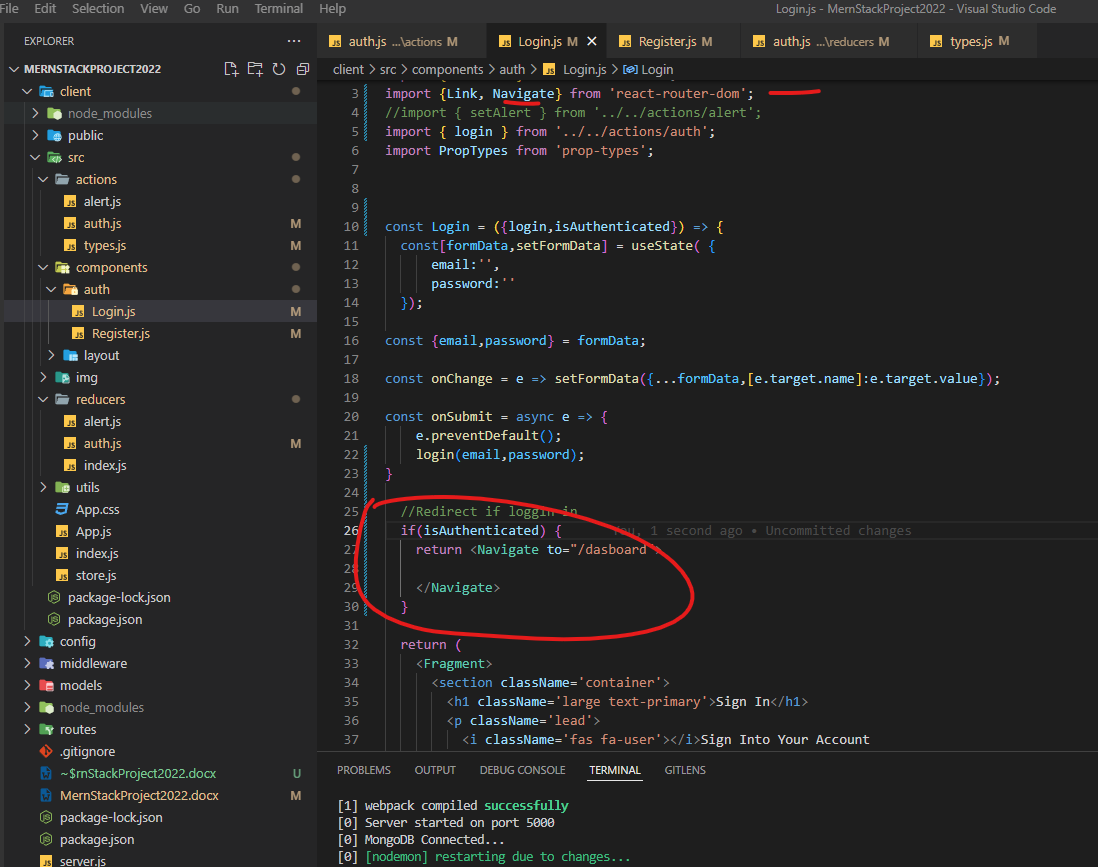 File Edit Selection View Go Run Terminal Help
Login.js - MernStackProject2022 - Visual Studio Code
EXPLORER
MERNSTACKPROJECT2022
client
node_modules
public
src
actions
alert.js
auth.js M
types.js M
components
auth
Login.js M
Register.js M
layout
img
reducers
alert.js
auth.js M
index.js
utils
App.css
App.js
index.js
store.js
package-lock.json
package.json
config
middleware
models
node_modules
routes
.gitignore
~$rnStackProject2022.docx U
MernStackProject2022.docx M
package-lock.json
package.json
server.js
auth.js ...\actions M
Login.js M
Register.js M
auth.js ...\reducers M
types.js M
client > src > components > auth > Login.js > Login
3 import {Link, Navigate} from 'react-router-dom';
4 //import { setAlert } from '../../actions/alert';
5 import { login } from '../../actions/auth';
6 import PropTypes from 'prop-types';
7
8
9
10 const Login = ({login,isAuthenticated}) => {
11 const[formData,setFormData] = useState( {
12 email:'',
13 password:''
14 });
15
16 const {email,password} = formData;
17
18 const onChange = e => setFormData({...formData,[e.target.name]:e.target.value});
19
20 const onSubmit = async e => {
21 e.preventDefault();
22 login(email,password);
23 }
24
25 //Redirect if loggin in
26 if(isAuthenticated) { You, 1 second ago • Uncommitted changes
27 return <Navigate to="/dasboard">
28
29 </Navigate>
30 }
31
32 return (
33 <Fragment>
34 <section className='container'>
35 <h1 className='large text-primary'>Sign In</h1>
36 <p className='lead'>
37 <i className='fas fa-user'></i>Sign Into Your Account
PROBLEMS OUTPUT DEBUG CONSOLE TERMINAL GITLENS
[1] webpack compiled successfully
[0] Server started on port 5000
[0] MongoDB Connected...
[0] [nodemon] restarting due to changes...